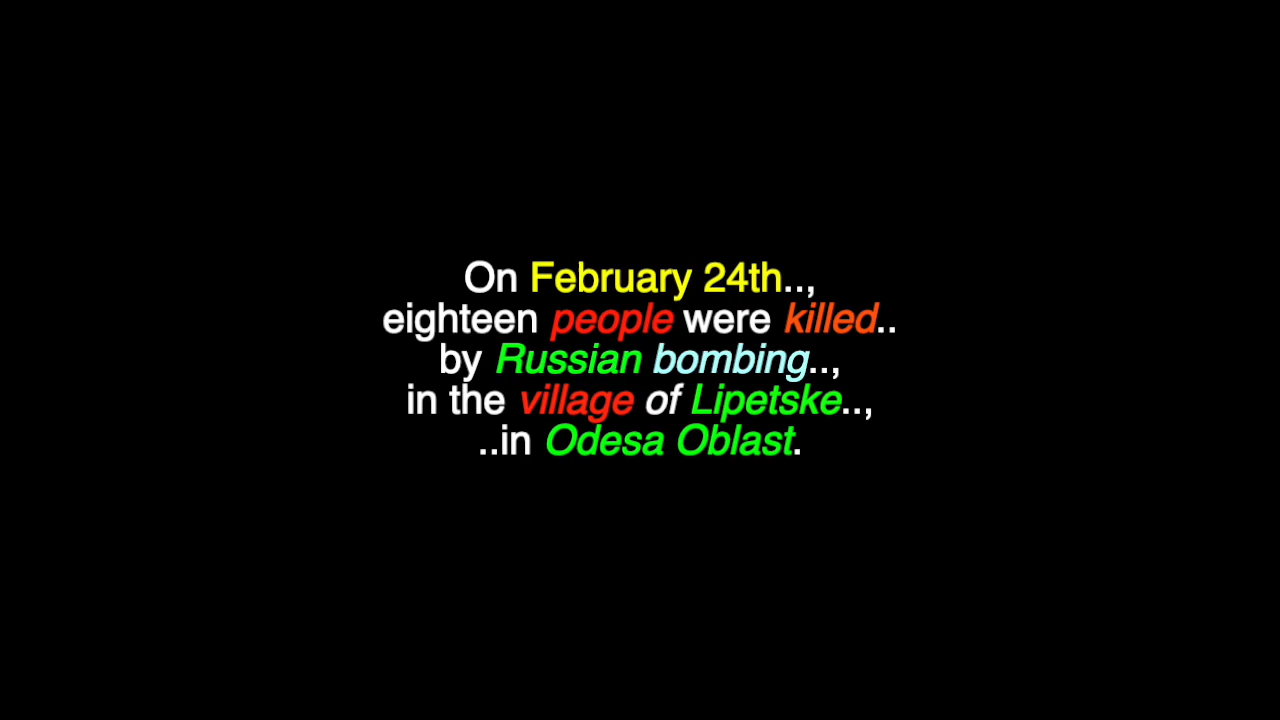 On February 24th..,
eighteen people were killed..
by Russian bombing..,
in the village of Lipetske..,
..in Odesa Oblast.